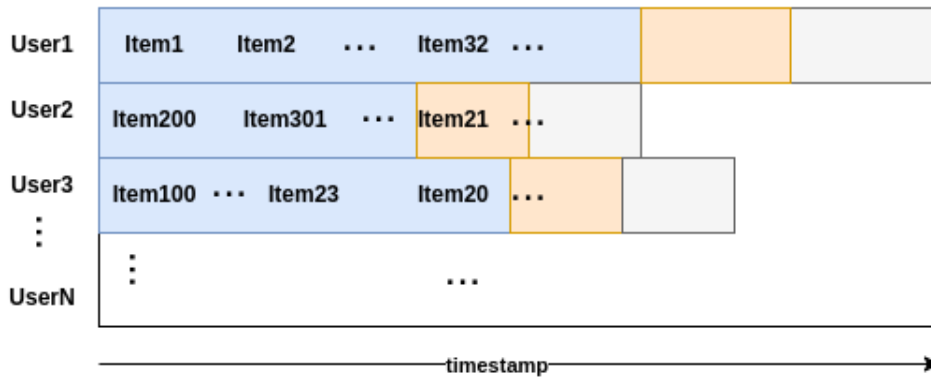 User1 Item1 Item2 ... Item32 ...
User2 Item200 Item301 ... Item21 ...
User3 Item100 ... Item23 Item20 ...
⋮ ⋮ ...
UserN
timestamp